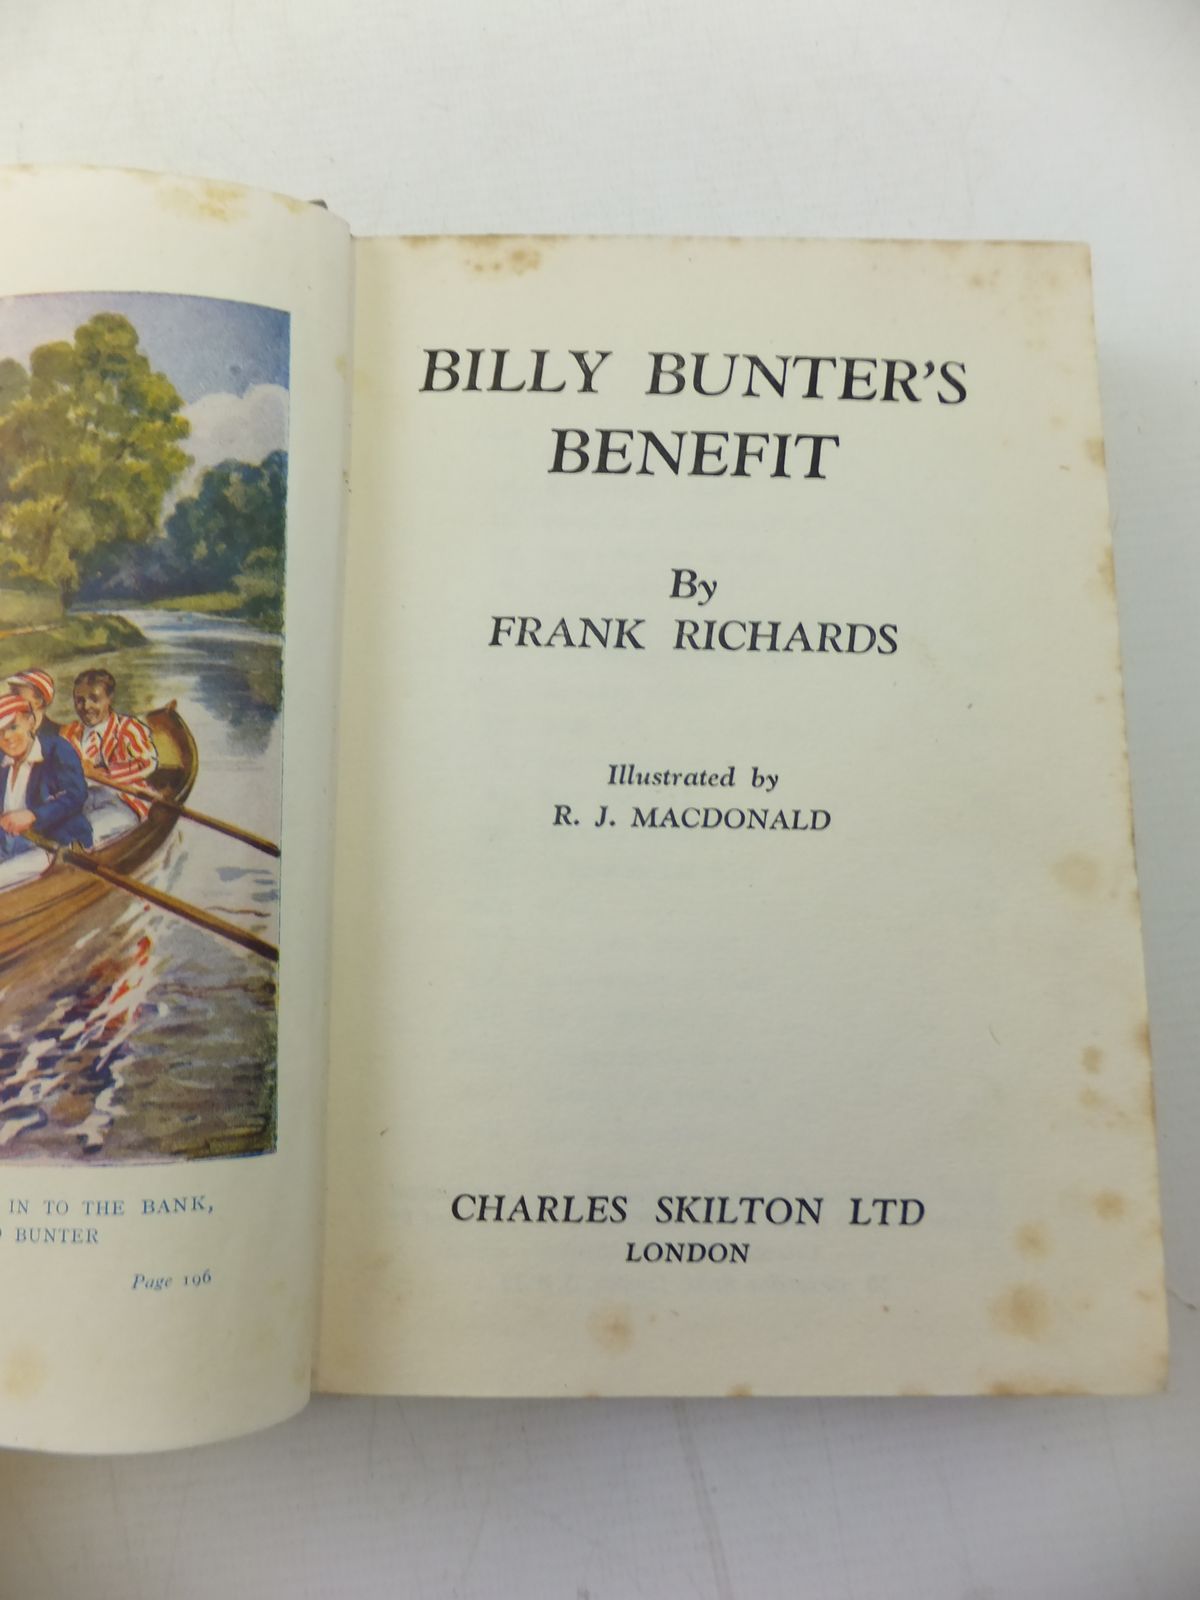 IN TO THE BANK,
BUNTER
Page 196
BILLY BUNTER'S
BENEFIT
By
FRANK RICHARDS
Illustrated by
R. J. MACDONALD
CHARLES SKILTON LTD
LONDON